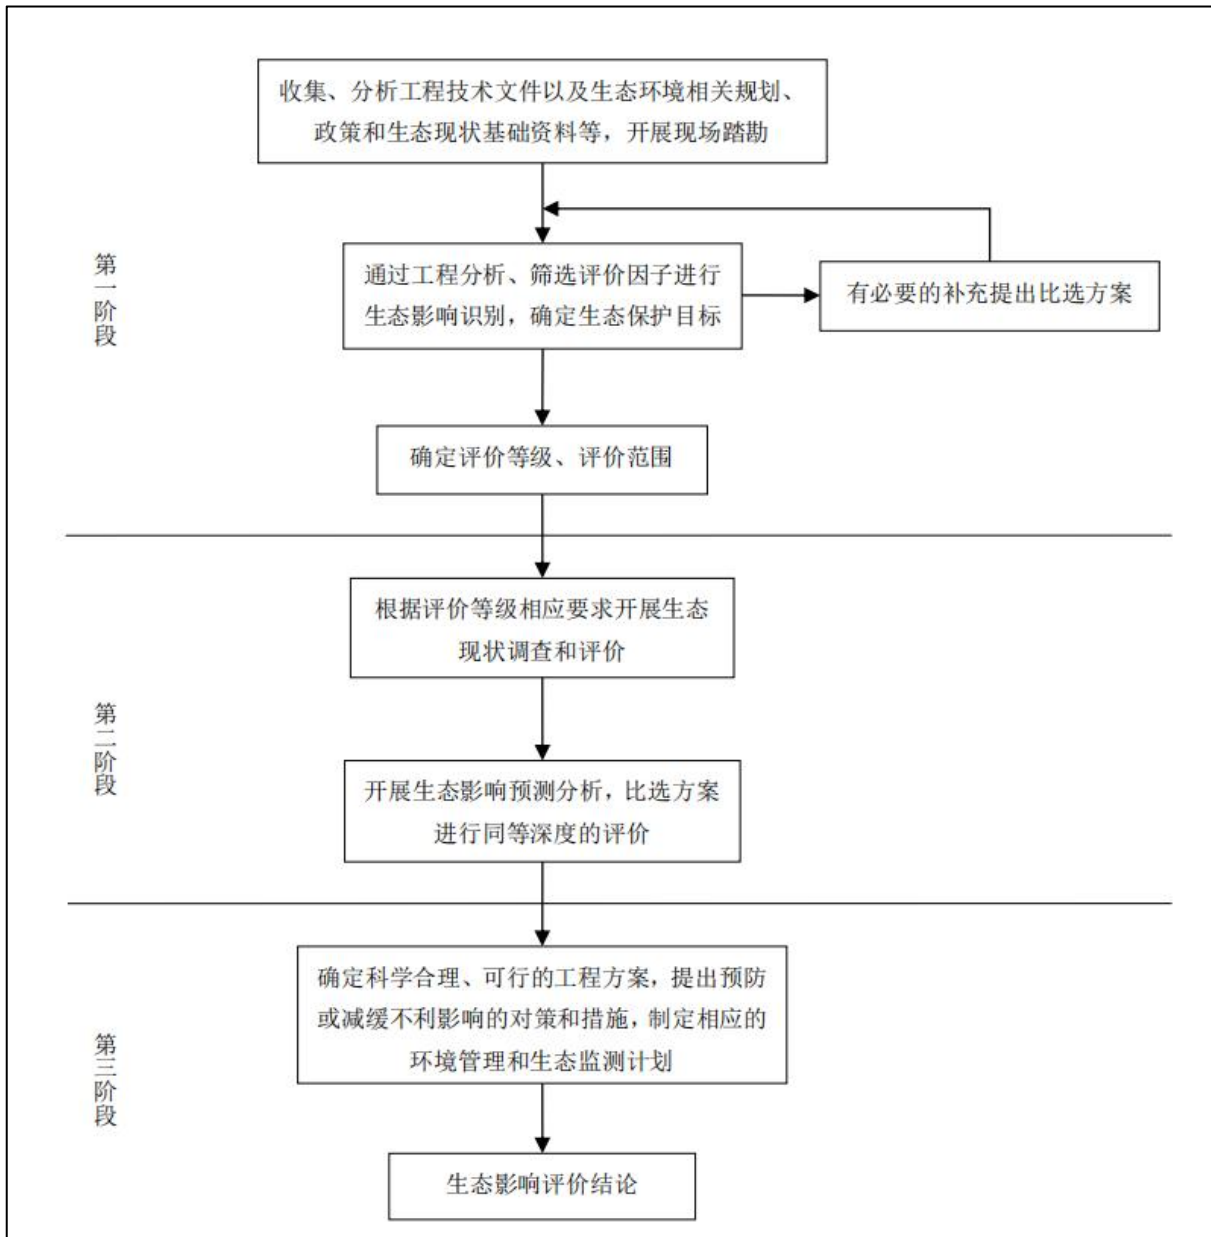 收集、分析工程技术文件以及生态环境相关规划、
政策和生态现状基础资料等，开展现场踏勘
第一阶段
通过工程分析、筛选评价因子进行
生态影响识别，确定生态保护目标
有必要的补充提出比选方案
确定评价等级、评价范围
第二阶段
根据评价等级相应要求开展生态
现状调查和评价
开展生态影响预测分析，比选方案
进行同等深度的评价
第三阶段
确定科学合理、可行的工程方案，提出预防
或减缓不利影响的对策和措施，制定相应的
环境管理和生态监测计划
生态影响评价结论